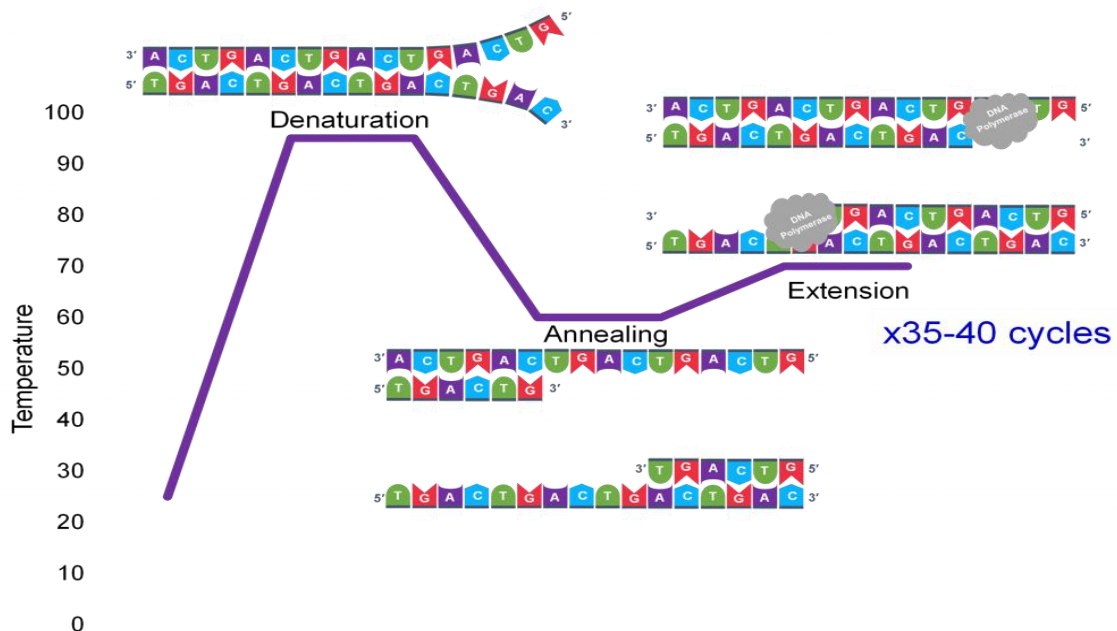 3' A C T G A C T G A C T G A C T G 5'
5' T G A C T G A C T G A C T G A C 3'
Denaturation
3' A C T G A C T G A C T G DNA Polymerase T G 5'
5' T G A C T G A C T G A C 3'
3' DNA Polymerase G A C T G A C T G 5'
5' T G A C T G A C T G A C T G A C 3'
Extension
x35-40 cycles
Annealing
3' A C T G A C T G A C T G A C T G 5'
5' T G A C T G 3'
3' T G A C T G 5'
5' T G A C T G A C T G A C T G A C 3'
Temperature
100
90
80
70
60
50
40
30
20
10
0